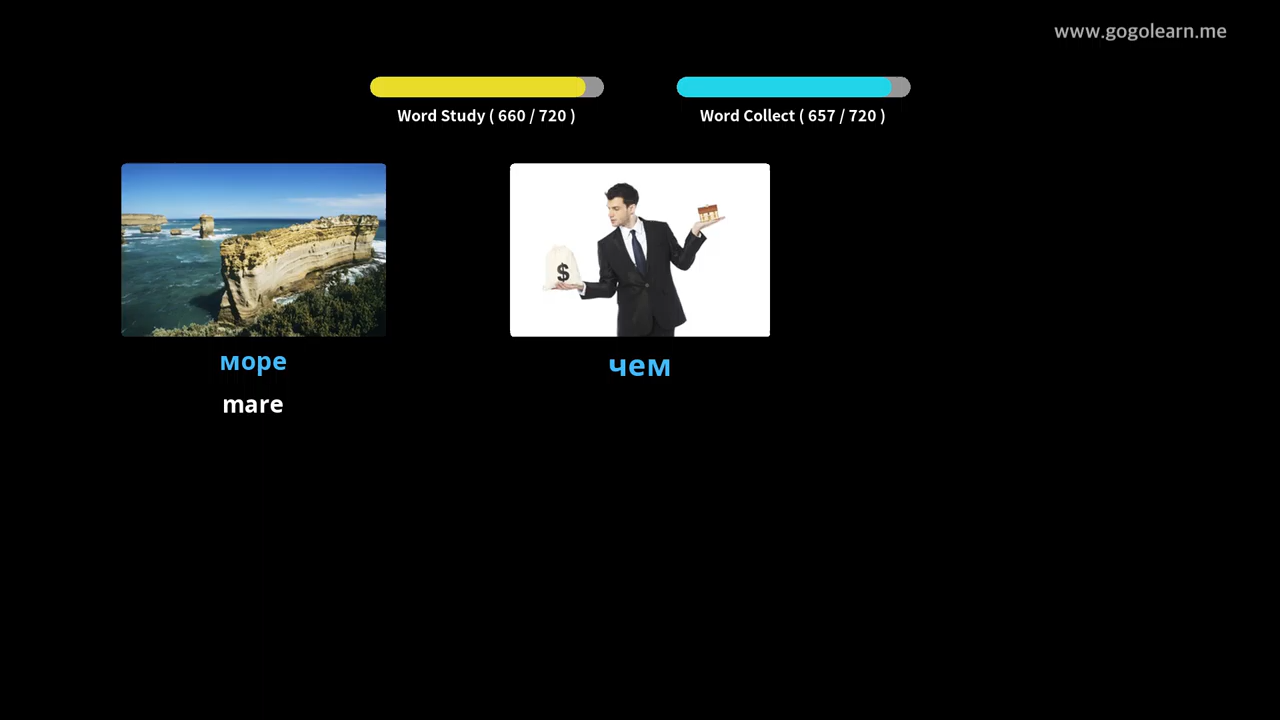 www.gogolearn.me
Word Study ( 660 / 720 )
Word Collect ( 657 / 720 )
$
море
mare
чем